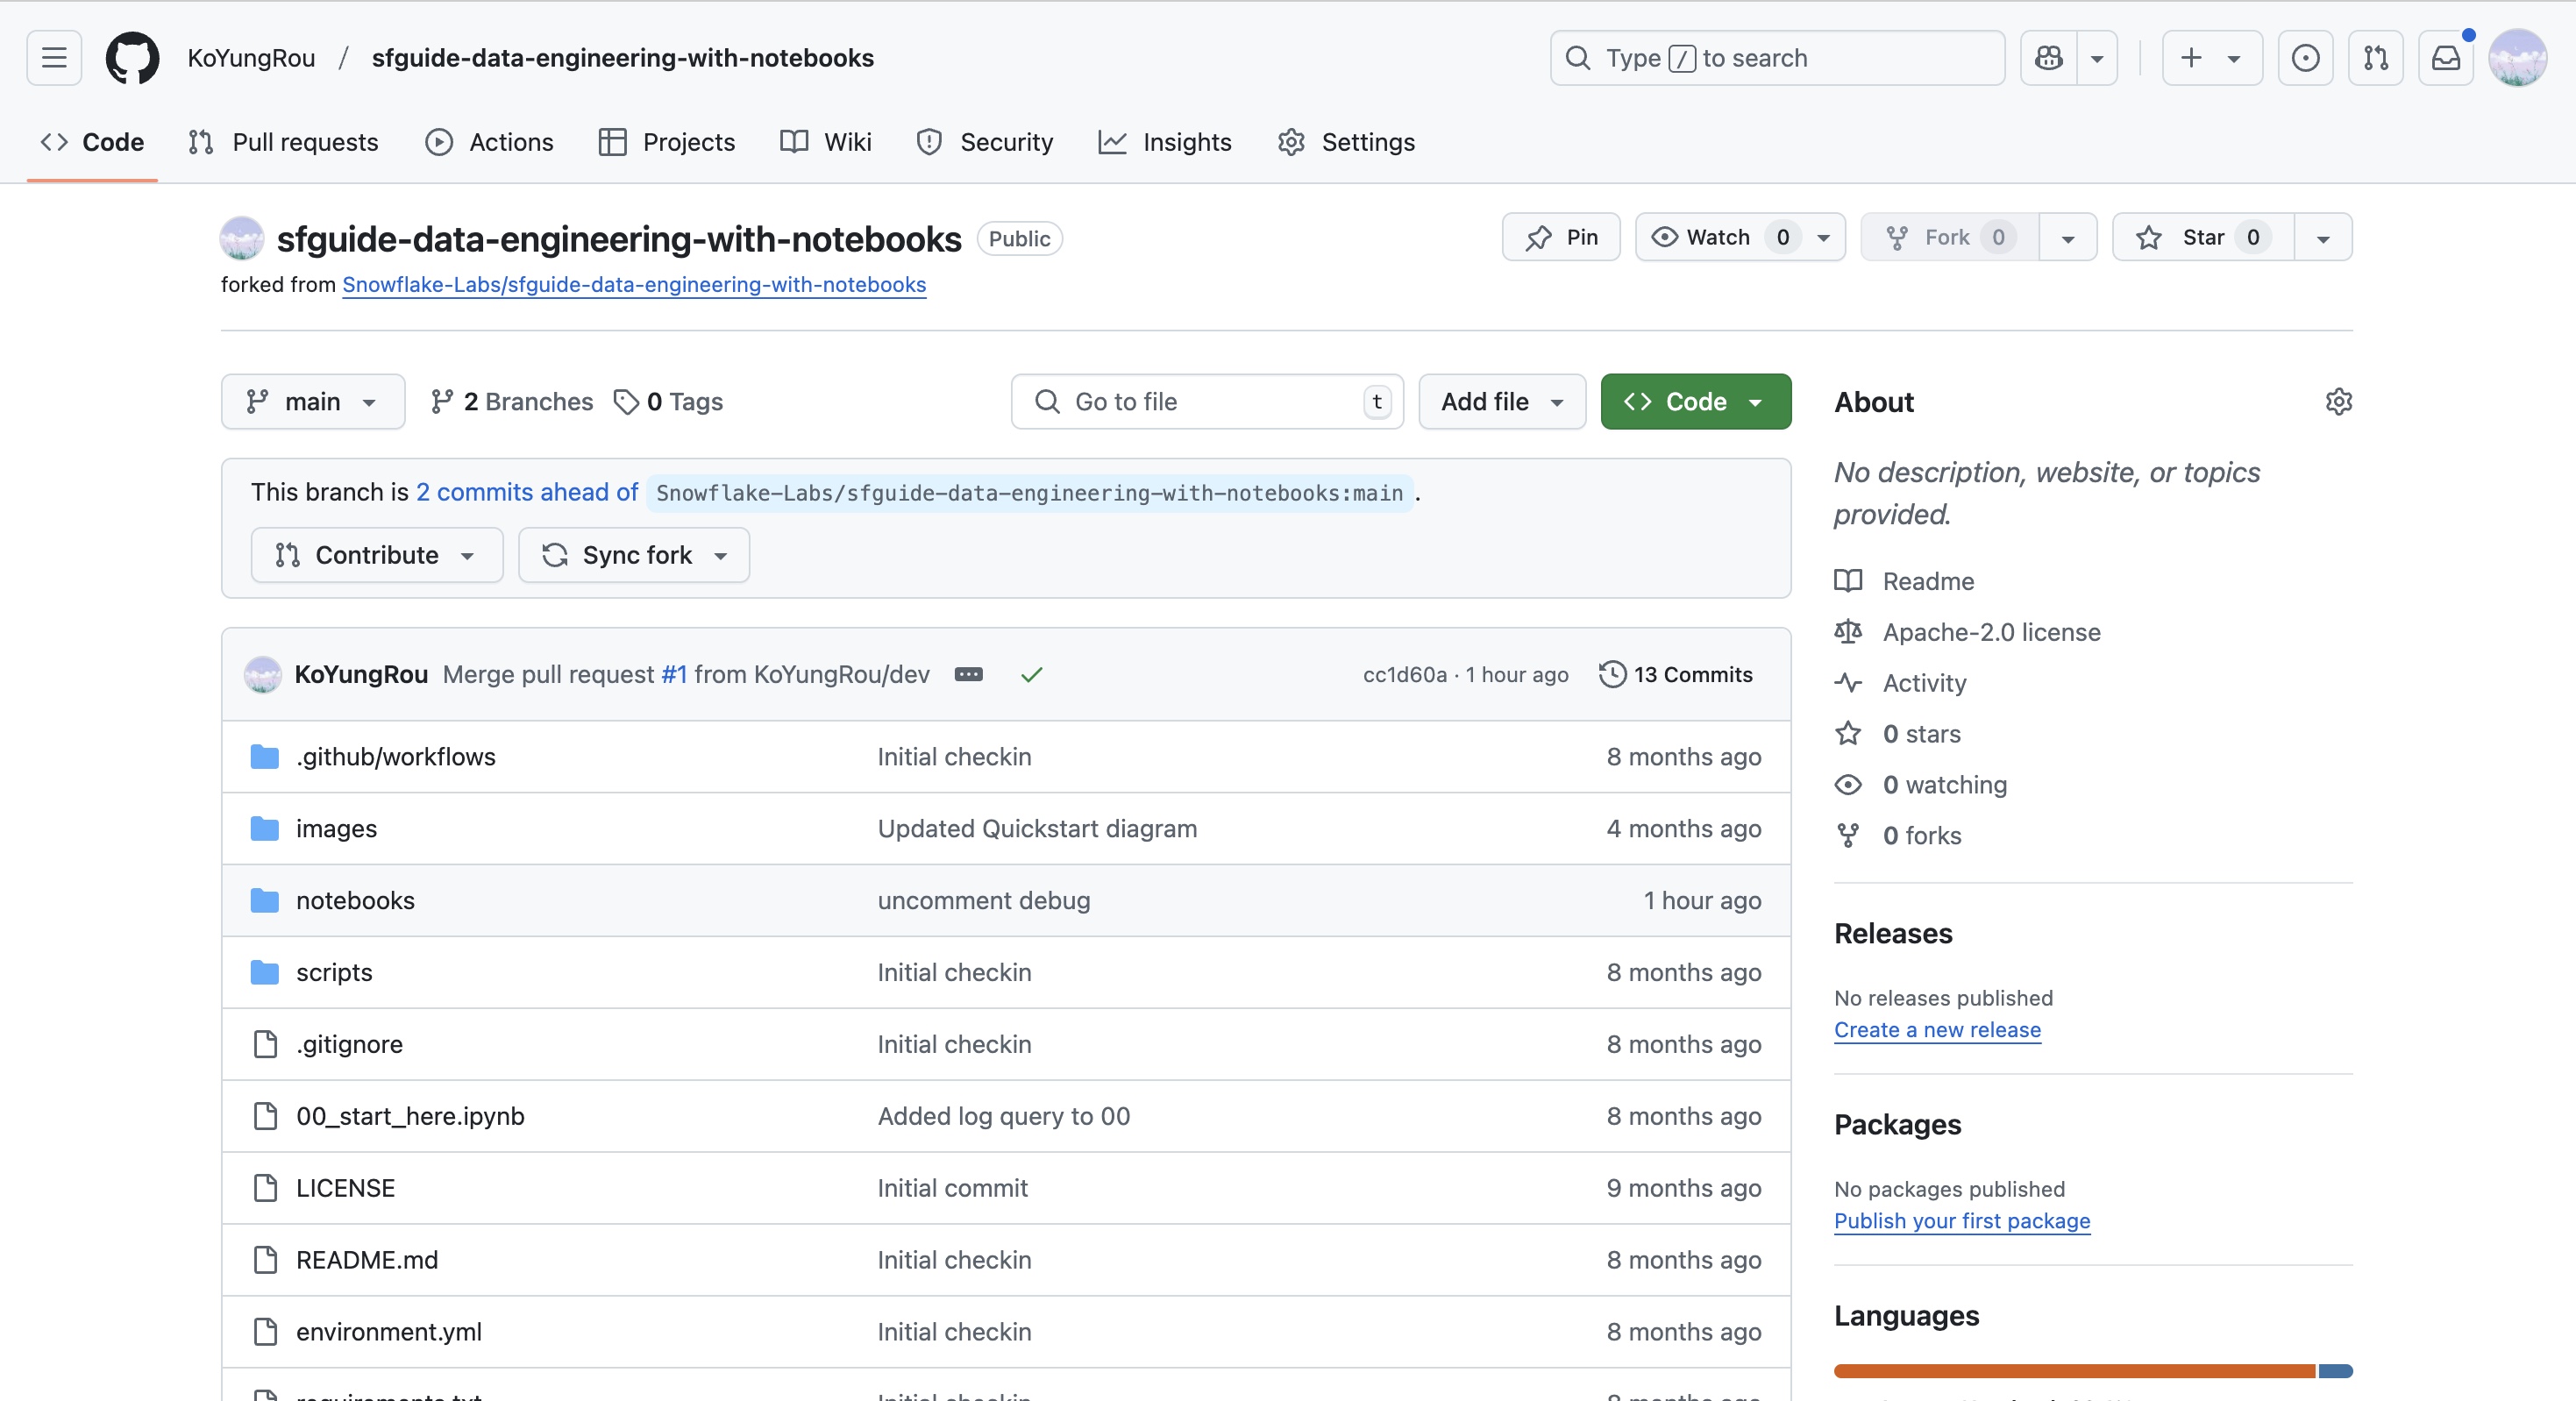 KoYungRou / sfguide-data-engineering-with-notebooks
Type / to search
Code Pull requests Actions Projects Wiki Security Insights Settings
sfguide-data-engineering-with-notebooks Public
Pin Watch 0 Fork 0 Star 0
forked from Snowflake-Labs/sfguide-data-engineering-with-notebooks
main 2 Branches 0 Tags Go to file t Add file Code
This branch is 2 commits ahead of Snowflake-Labs/sfguide-data-engineering-with-notebooks:main .
Contribute Sync fork
KoYungRou Merge pull request #1 from KoYungRou/dev cc1d60a · 1 hour ago 13 Commits
.github/workflows Initial checkin 8 months ago
images Updated Quickstart diagram 4 months ago
notebooks uncomment debug 1 hour ago
scripts Initial checkin 8 months ago
.gitignore Initial checkin 8 months ago
00_start_here.ipynb Added log query to 00 8 months ago
LICENSE Initial commit 9 months ago
README.md Initial checkin 8 months ago
environment.yml Initial checkin 8 months ago
requirements.txt Initial checkin 8 months ago
About
No description, website, or topics
provided.
Readme
Apache-2.0 license
Activity
0 stars
0 watching
0 forks
Releases
No releases published
Create a new release
Packages
No packages published
Publish your first package
Languages